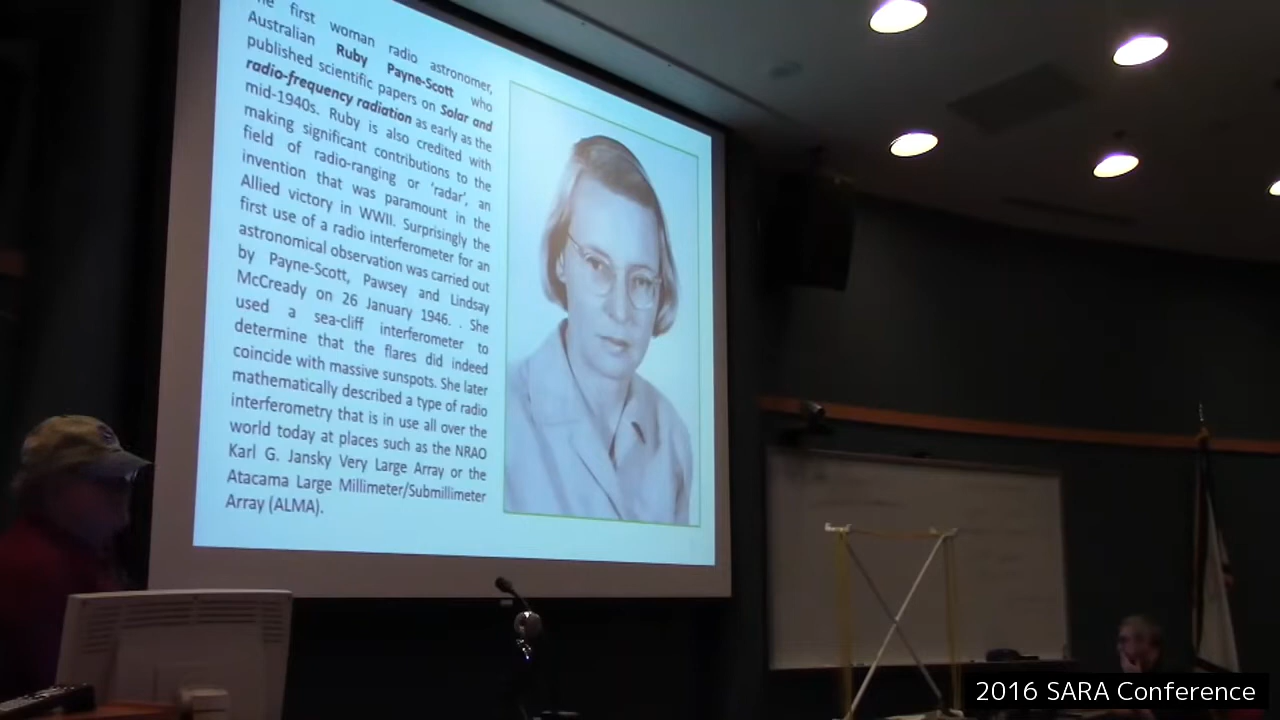 The first woman radio astronomer,
Australian Ruby Payne-Scott who
published scientific papers on Solar and
radio-frequency radiation as early as the
mid-1940s. Ruby is also credited with
making significant contributions to the
field of radio-ranging or 'radar', an
invention that was paramount in the
Allied victory in WWII. Surprisingly the
first use of a radio interferometer for an
astronomical observation was carried out
by Payne-Scott, Pawsey and Lindsay
McCready on 26 January 1946. . She
used a sea-cliff interferometer to
determine that the flares did indeed
coincide with massive sunspots. She later
mathematically described a type of radio
interferometry that is in use all over the
world today at places such as the NRAO
Karl G. Jansky Very Large Array or the
Atacama Large Millimeter/Submillimeter
Array (ALMA).
2016 SARA Conference